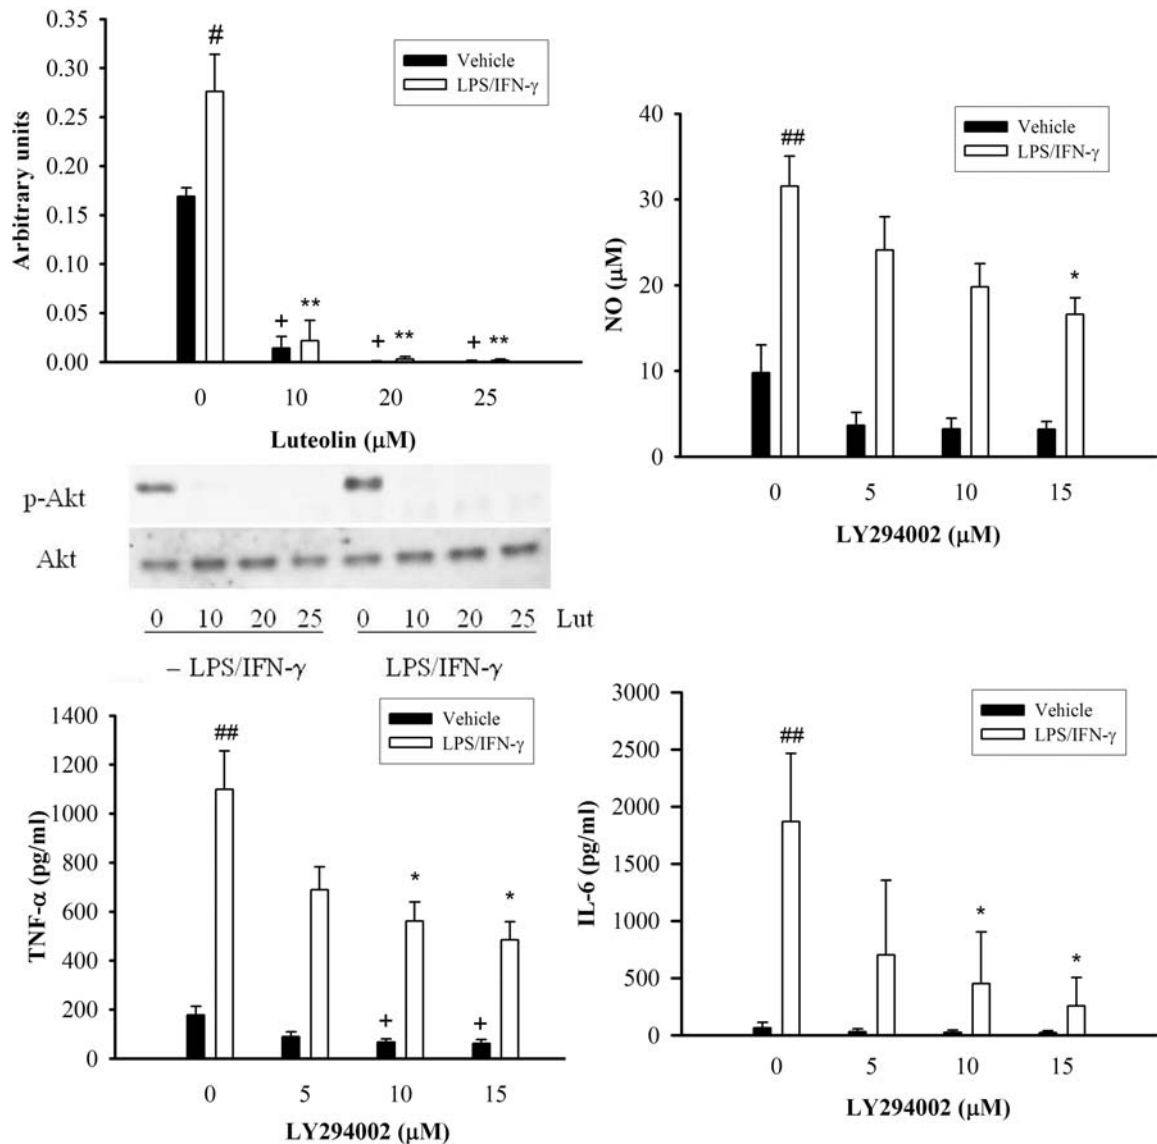 0.35
0.30
0.25
0.20
0.15
0.10
0.05
0.00
Arbitrary units
#
+ ** + ** + **
Vehicle
LPS/IFN-γ
0 10 20 25
Luteolin (μM)
p-Akt
Akt
0 10 20 25 0 10 20 25 Lut
– LPS/IFN-γ LPS/IFN-γ
40
30
20
10
0
NO (μM)
##
*
Vehicle
LPS/IFN-γ
0 5 10 15
LY294002 (μM)
1400
1200
1000
800
600
400
200
0
TNF-α (pg/ml)
##
* *
+ +
Vehicle
LPS/IFN-γ
0 5 10 15
LY294002 (μM)
3000
2500
2000
1500
1000
500
0
IL-6 (pg/ml)
##
* *
Vehicle
LPS/IFN-γ
0 5 10 15
LY294002 (μM)